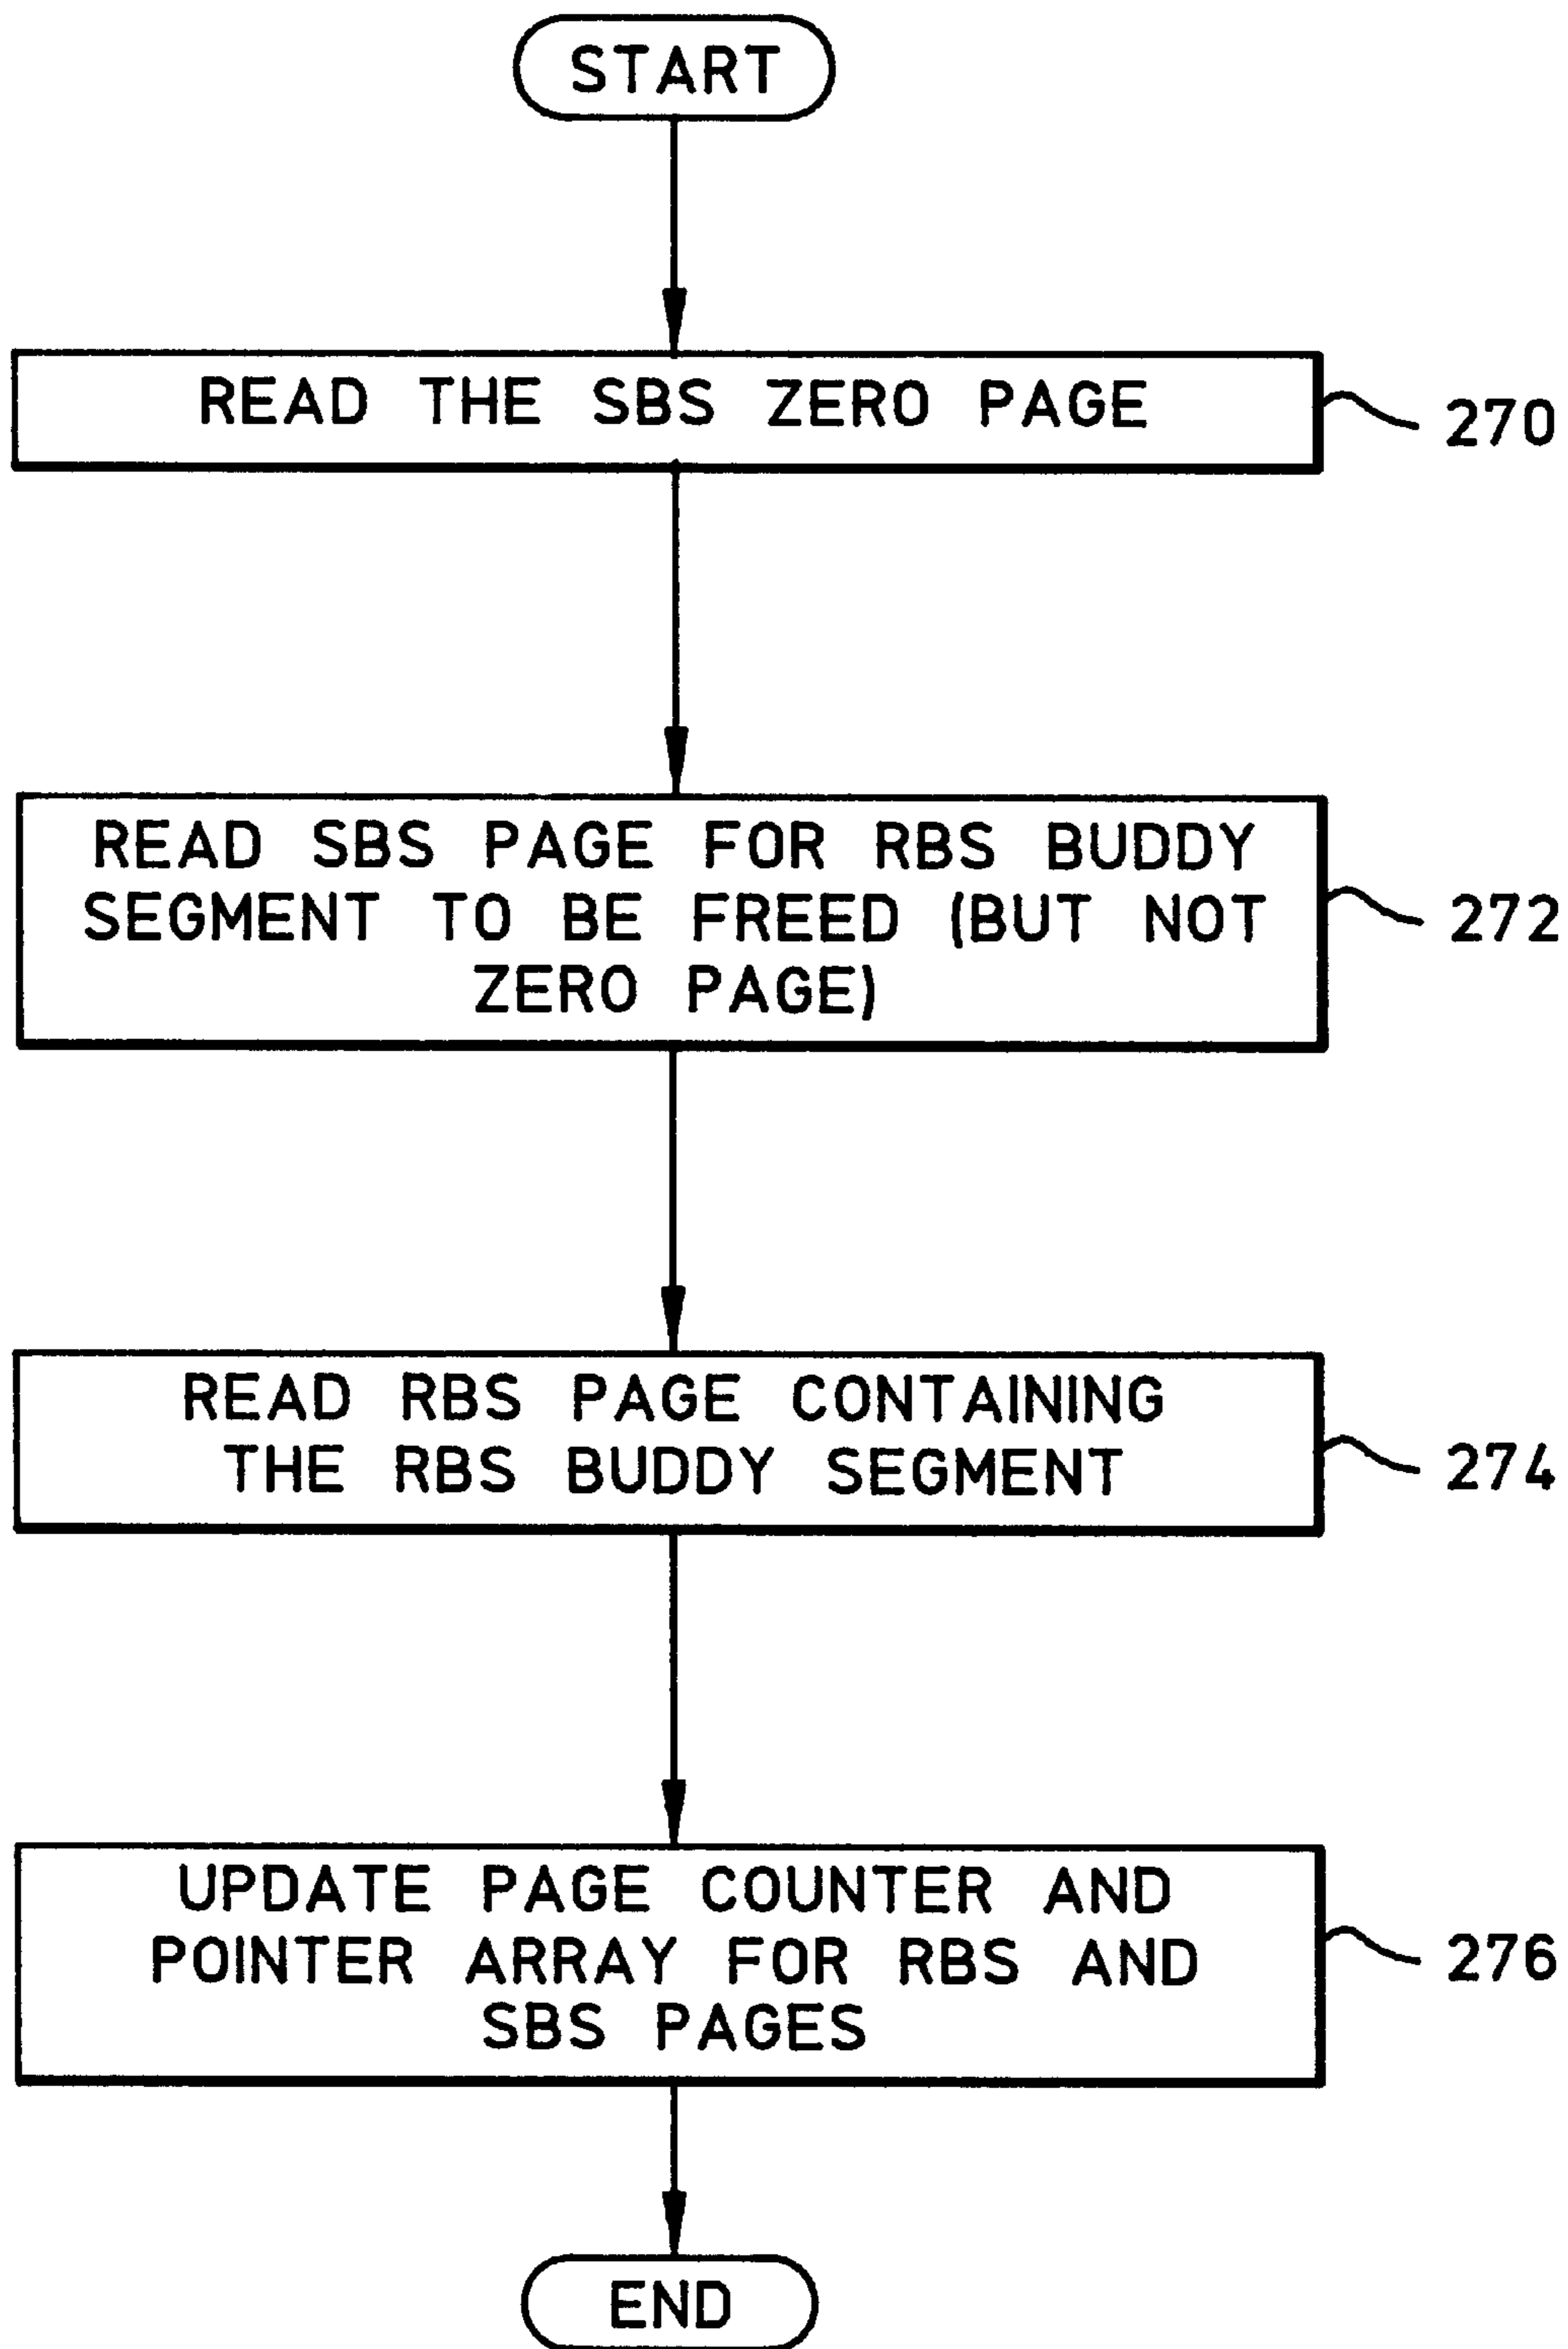 START
READ THE SBS ZERO PAGE
270
READ SBS PAGE FOR RBS BUDDY
SEGMENT TO BE FREED (BUT NOT
ZERO PAGE)
272
READ RBS PAGE CONTAINING
THE RBS BUDDY SEGMENT
274
UPDATE PAGE COUNTER AND
POINTER ARRAY FOR RBS AND
SBS PAGES
276
END